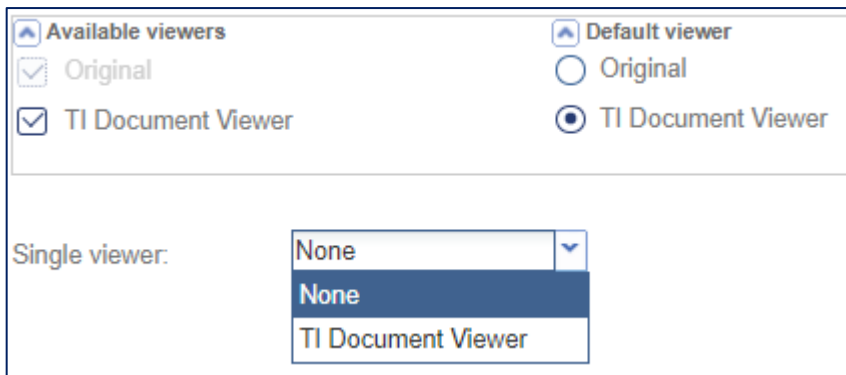 Available viewers
Original
TI Document Viewer
Default viewer
Original
TI Document Viewer
Single viewer:
None
None
TI Document Viewer